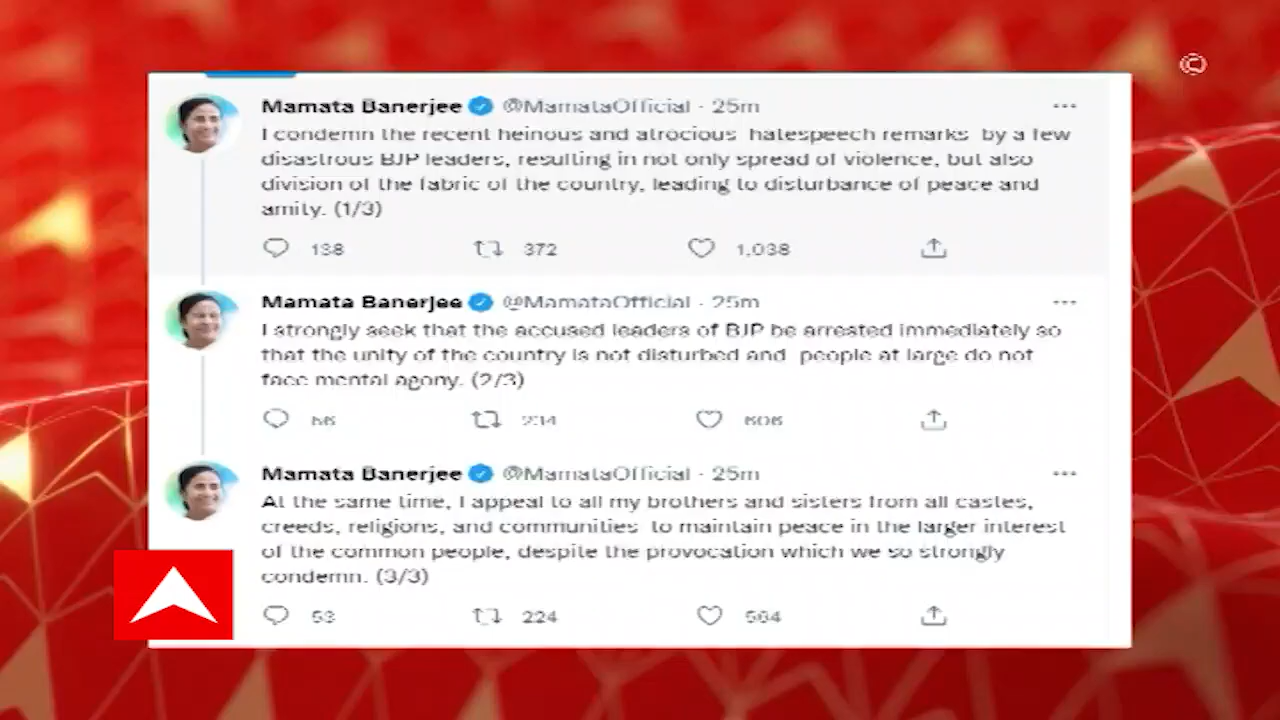 Mamata Banerjee @MamataOfficial · 25m
I condemn the recent heinous and atrocious hatespeech remarks by a few
disastrous BJP leaders, resulting in not only spread of violence, but also
division of the fabric of the country, leading to disturbance of peace and
amity. (1/3)
138 372 1,038
Mamata Banerjee @MamataOfficial · 25m
I strongly seek that the accused leaders of BJP be arrested immediately so
that the unity of the country is not disturbed and people at large do not
face mental agony. (2/3)
Mamata Banerjee @MamataOfficial · 25m
At the same time, I appeal to all my brothers and sisters from all castes,
creeds, religions, and communities to maintain peace in the larger interest
of the common people, despite the provocation which we so strongly
condemn. (3/3)
53 224